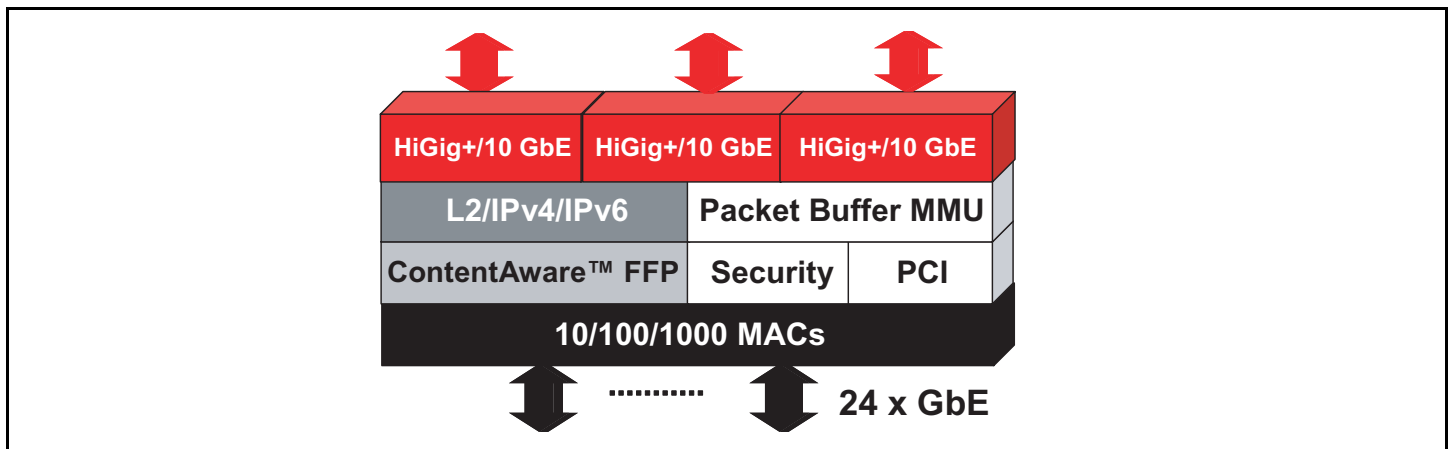 HiGig+/10 GbE HiGig+/10 GbE HiGig+/10 GbE
L2/IPv4/IPv6 Packet Buffer MMU
ContentAware™ FFP Security PCI
10/100/1000 MACs
24 x GbE